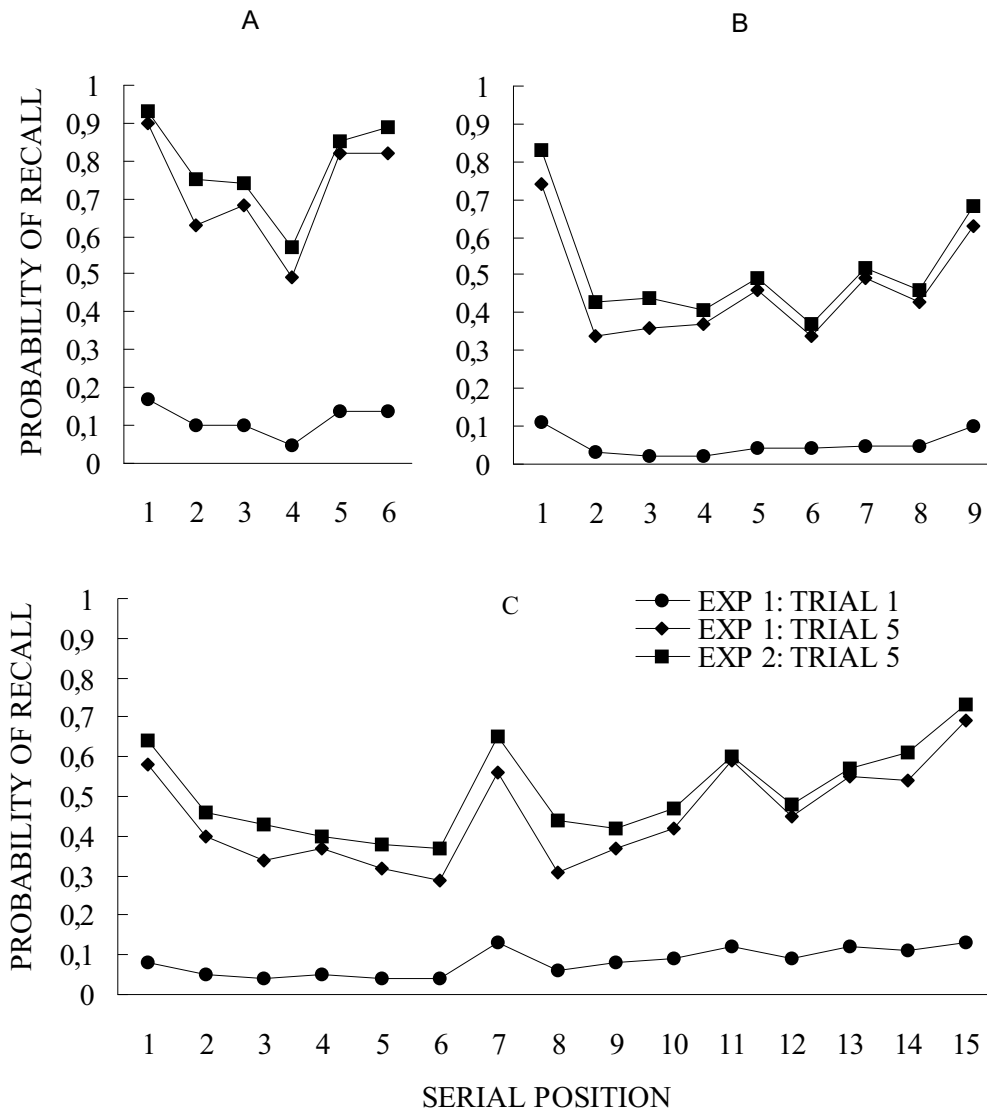 A
B
PROBABILITY OF RECALL
1
0,9
0,8
0,7
0,6
0,5
0,4
0,3
0,2
0,1
0
1 2 3 4 5 6
1
0,9
0,8
0,7
0,6
0,5
0,4
0,3
0,2
0,1
0
1 2 3 4 5 6 7 8 9
C
EXP 1: TRIAL 1
EXP 1: TRIAL 5
EXP 2: TRIAL 5
PROBABILITY OF RECALL
1
0,9
0,8
0,7
0,6
0,5
0,4
0,3
0,2
0,1
0
1 2 3 4 5 6 7 8 9 10 11 12 13 14 15
SERIAL POSITION